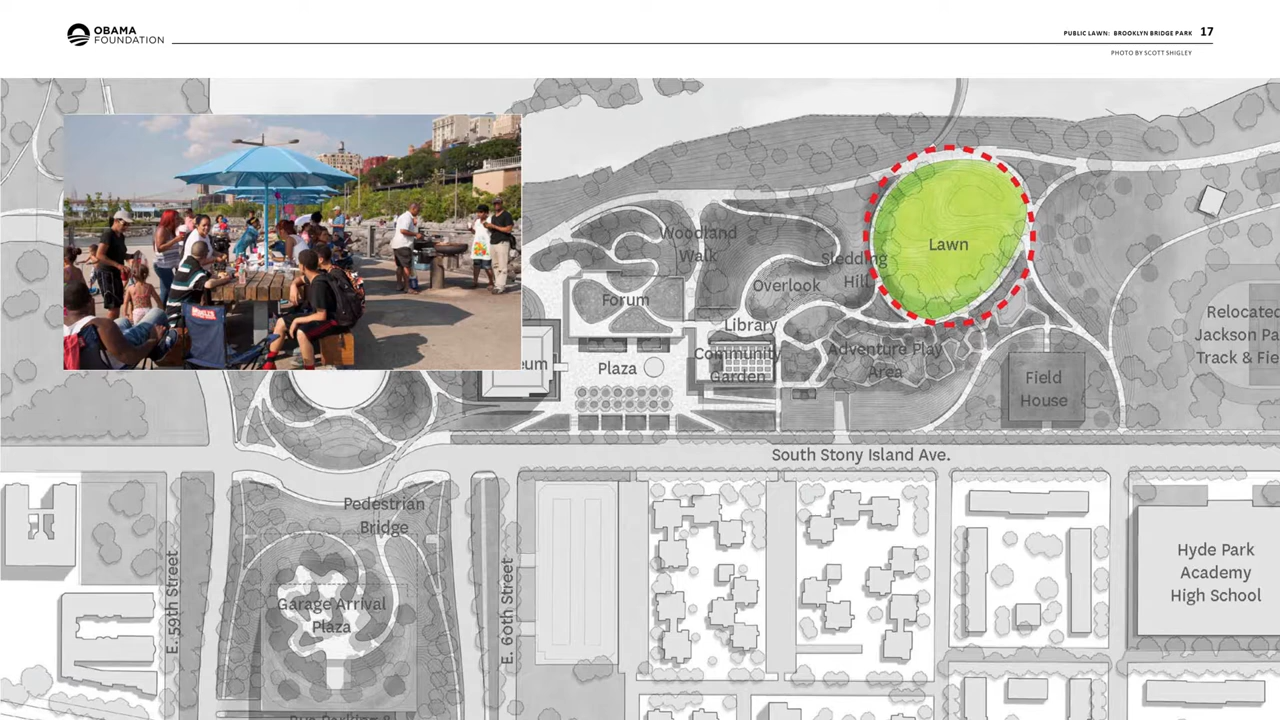 OBAMA
FOUNDATION
PUBLIC LAWN: BROOKLYN BRIDGE PARK 17
PHOTO BY SCOTT SHIGLEY
Woodland
Walk
Sledding
Hill
Lawn
Overlook
Forum
Library
Relocated
Jackson Pa
Track & Fie
Community
Garden
Adventure Play
Area
eum
Plaza
Field
House
South Stony Island Ave.
Pedestrian
Bridge
E. 59th Street
E. 60th Street
Garage Arrival
Plaza
Hyde Park
Academy
High School